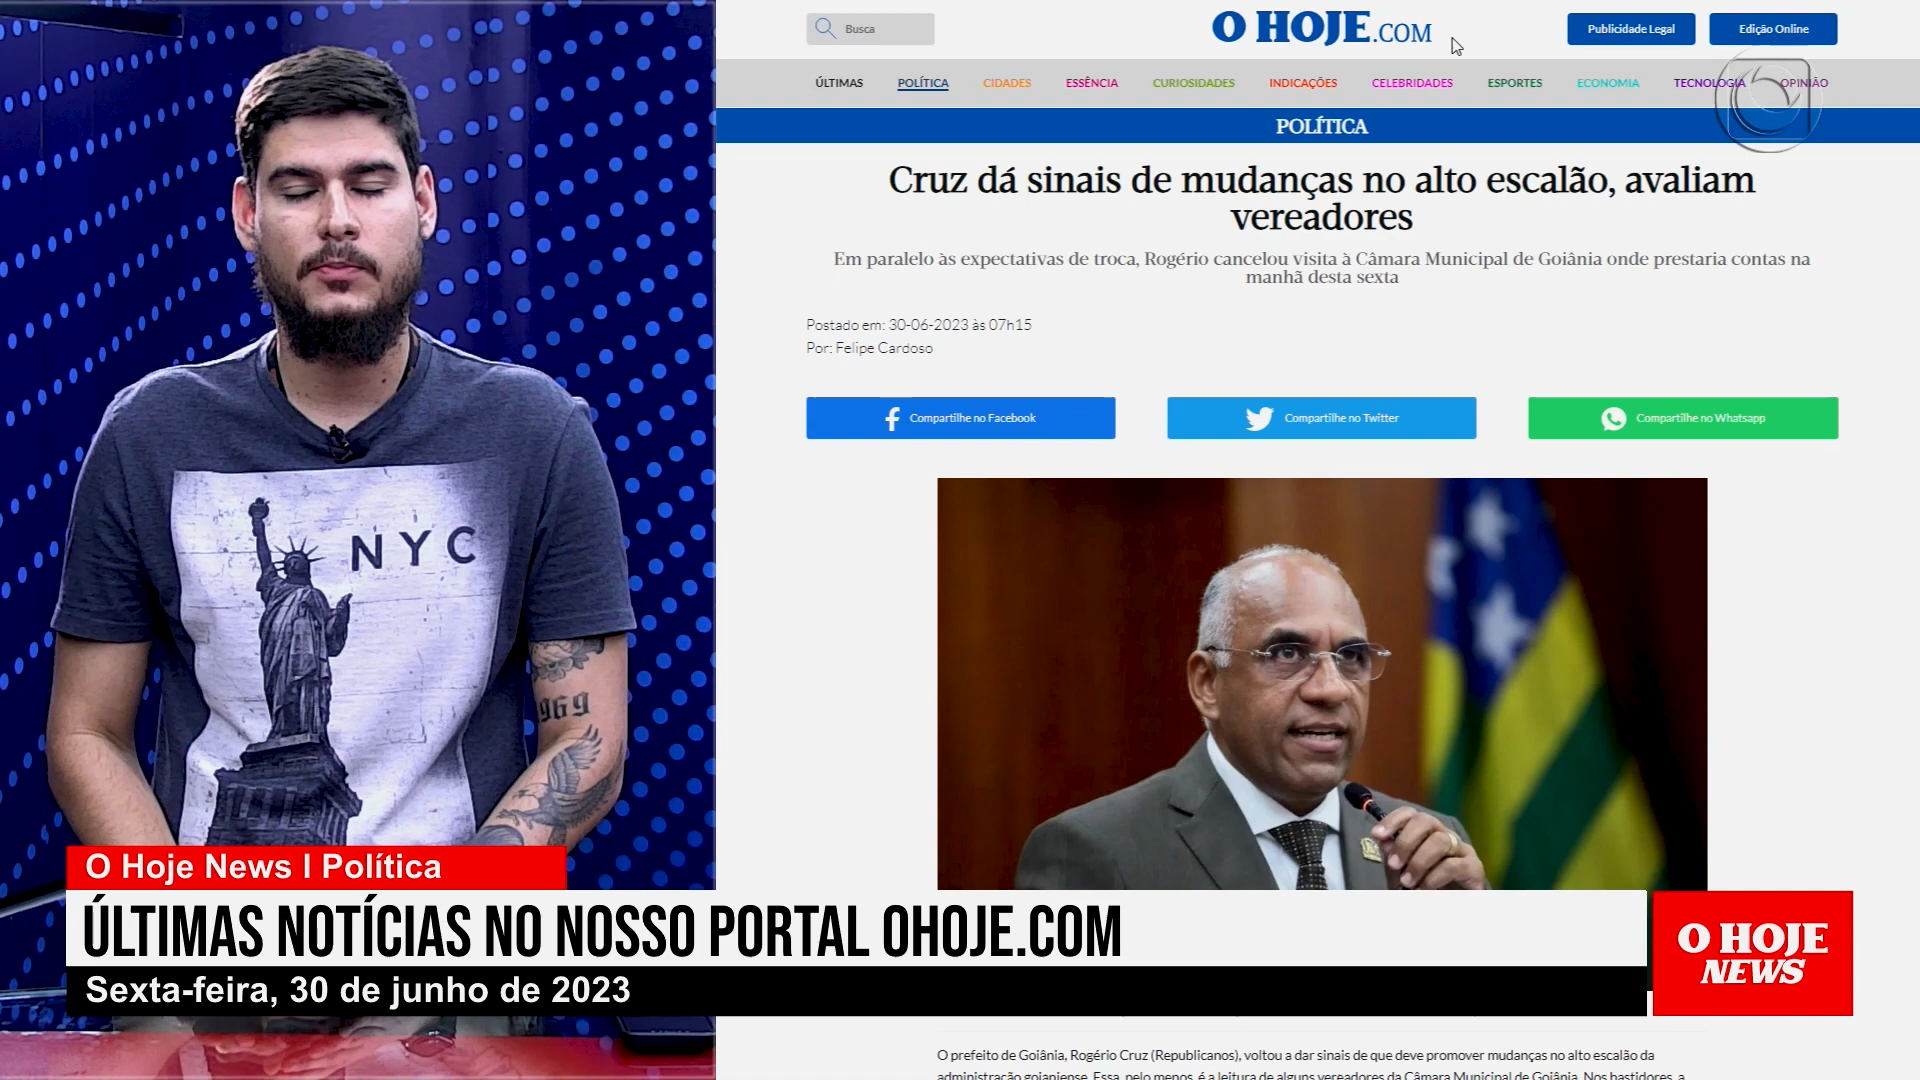 NYC
1969
O Hoje News I Política
ÚLTIMAS NOTÍCIAS NO NOSSO PORTAL OHOJE.COM
Sexta-feira, 30 de junho de 2023
O HOJE
NEWS
Busca
O HOJE.COM
Publicidade Legal
Edição Online
ÚLTIMAS POLÍTICA CIDADES ESSÊNCIA CURIOSIDADES INDICAÇÕES CELEBRIDADES ESPORTES ECONOMIA TECNOLOGIA OPINIÃO
POLÍTICA
Cruz dá sinais de mudanças no alto escalão, avaliam
vereadores
Em paralelo às expectativas de troca, Rogério cancelou visita à Câmara Municipal de Goiânia onde prestaria contas na
manhã desta sexta
Postado em: 30-06-2023 às 07h15
Por: Felipe Cardoso
Compartilhe no Facebook
Compartilhe no Twitter
Compartilhe no Whatsapp
O prefeito de Goiânia, Rogério Cruz (Republicanos), voltou a dar sinais de que deve promover mudanças no alto escalão da
administração goianiense. Essa, pelo menos, é a leitura de alguns vereadores da Câmara Municipal de Goiânia. Nos bastidores, a